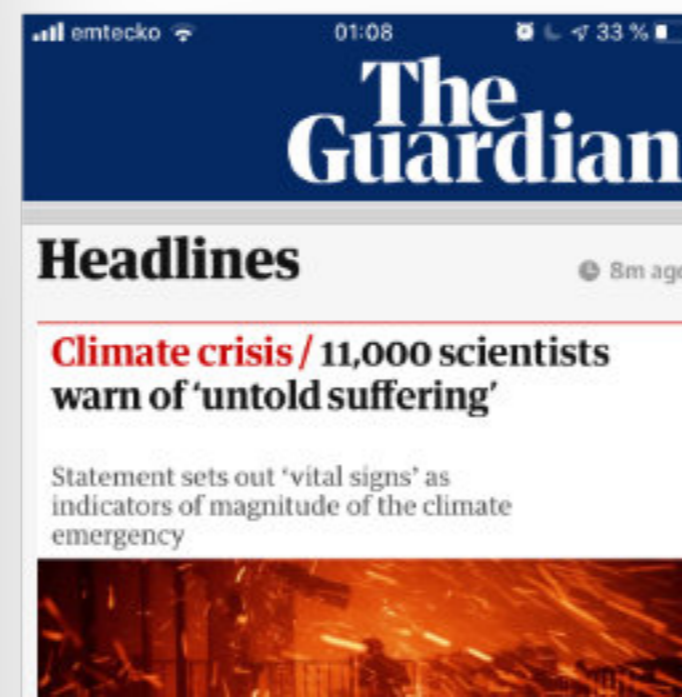 emtecko 01:08 33 %
The
Guardian
Headlines
8m ago
Climate crisis / 11,000 scientists
warn of ‘untold suffering’
Statement sets out ‘vital signs’ as
indicators of magnitude of the climate
emergency